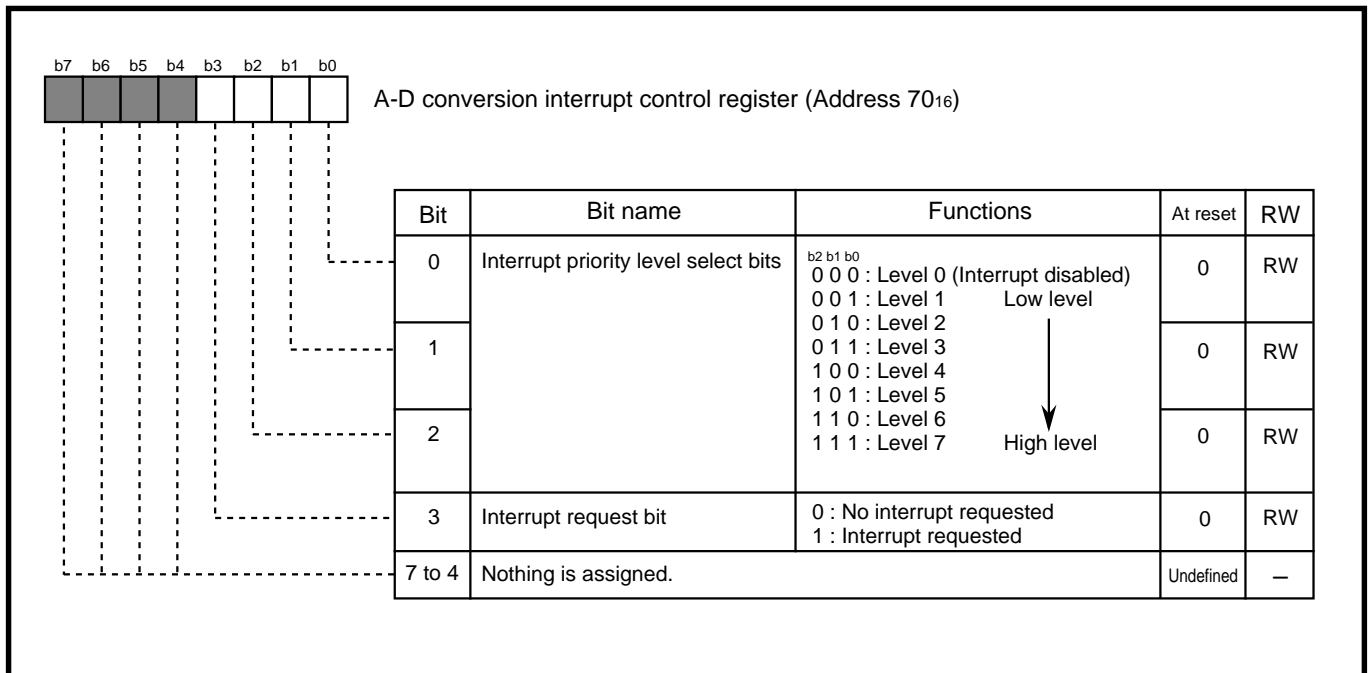 b7 b6 b5 b4 b3 b2 b1 b0
A-D conversion interrupt control register (Address 7016)
Bit Bit name Functions At reset RW
0 Interrupt priority level select bits b2 b1 b0 0 RW
0 0 0 : Level 0 (Interrupt disabled)
0 0 1 : Level 1 Low level
0 1 0 : Level 2
1 0 1 1 : Level 3 0 RW
1 0 0 : Level 4
1 0 1 : Level 5
2 1 1 0 : Level 6 0 RW
1 1 1 : Level 7 High level
3 Interrupt request bit 0 : No interrupt requested 0 RW
1 : Interrupt requested
7 to 4 Nothing is assigned. Undefined –